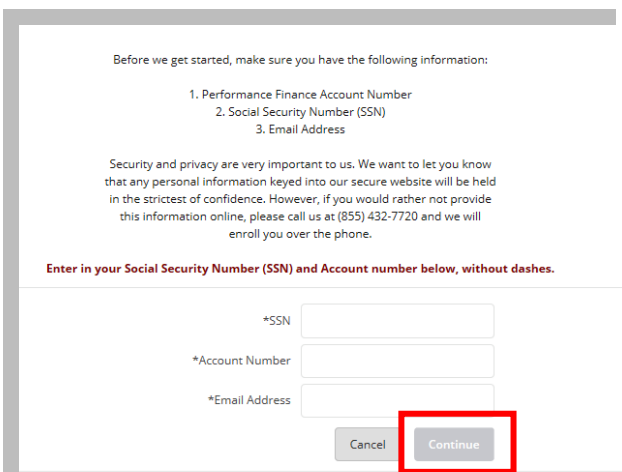 Before we get started, make sure you have the following information:
1. Performance Finance Account Number
2. Social Security Number (SSN)
3. Email Address
Security and privacy are very important to us. We want to let you know
that any personal information keyed into our secure website will be held
in the strictest of confidence. However, if you would rather not provide
this information online, please call us at (855) 432-7720 and we will
enroll you over the phone.
Enter in your Social Security Number (SSN) and Account number below, without dashes.
*SSN
*Account Number
*Email Address
Cancel Continue